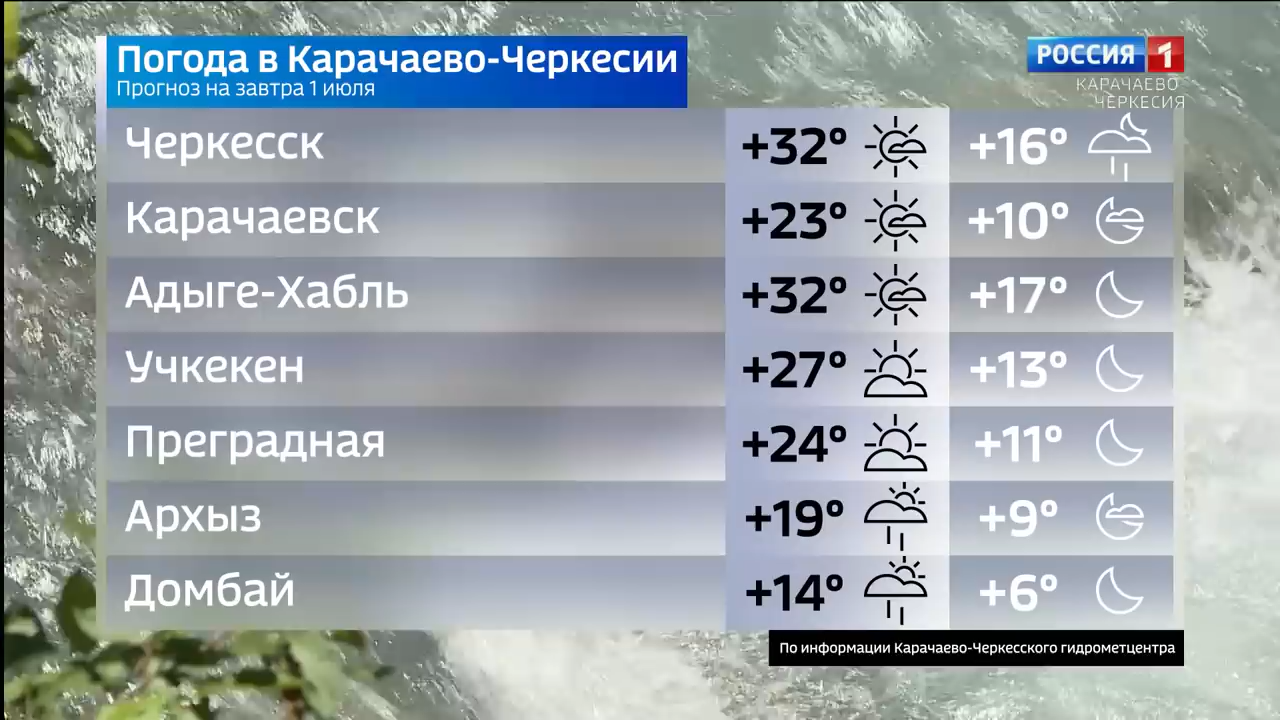 Погода в Карачаево-Черкесии
Прогноз на завтра 1 июля
РОССИЯ 1
КАРАЧАЕВО
ЧЕРКЕСИЯ
Черкесск +32° +16°
Карачаевск +23° +10°
Адыге-Хабль +32° +17°
Учкекен +27° +13°
Преградная +24° +11°
Архыз +19° +9°
Домбай +14° +6°
По информации Карачаево-Черкесского гидрометцентра